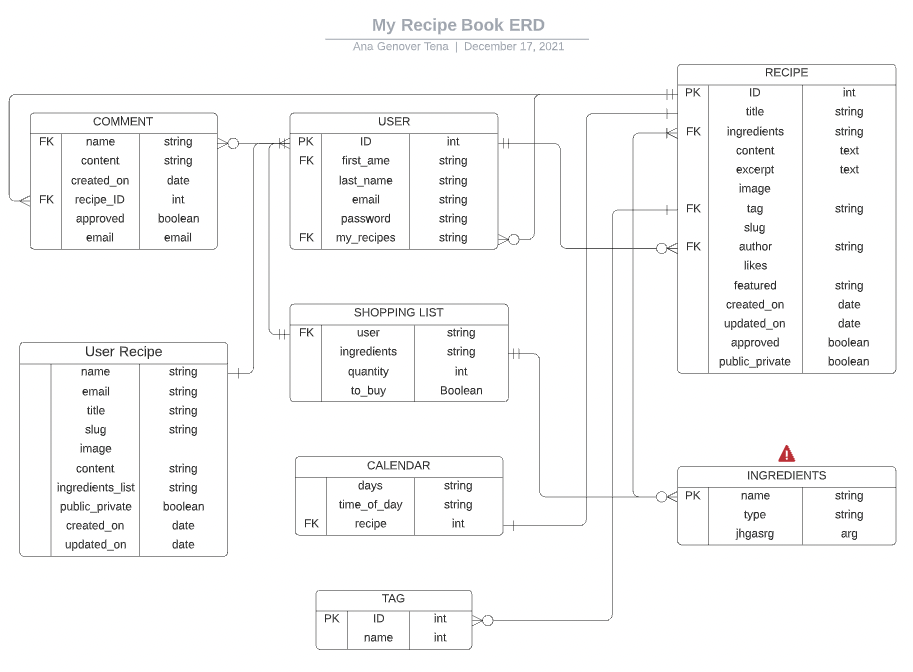 My Recipe Book ERD
Ana Genover Tena | December 17, 2021
RECIPE
PK ID int
title string
FK ingredients string
content text
excerpt text
image
FK tag string
slug
FK author string
likes
featured string
created_on date
updated_on date
approved boolean
public_private boolean
COMMENT
FK name string
content string
created_on date
FK recipe_ID int
approved boolean
email email
USER
PK ID int
FK first_ame string
last_name string
email string
password string
FK my_recipes string
SHOPPING LIST
FK user string
ingredients string
quantity int
to_buy Boolean
User Recipe
name string
email string
title string
slug string
image
content string
ingredients_list string
public_private boolean
created_on date
updated_on date
CALENDAR
days string
time_of_day string
FK recipe int
INGREDIENTS
PK name string
type string
jhgasrg arg
TAG
PK ID int
name int